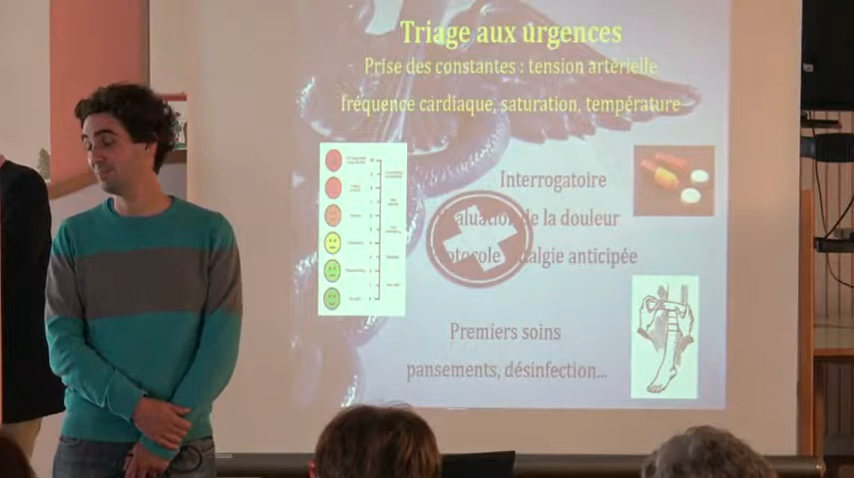 Triage aux urgences
Prise des constantes : tension artérielle
fréquence cardiaque, saturation, température
Interrogatoire
de la douleur
algie anticipée
Premiers soins
pansements, désinfection...